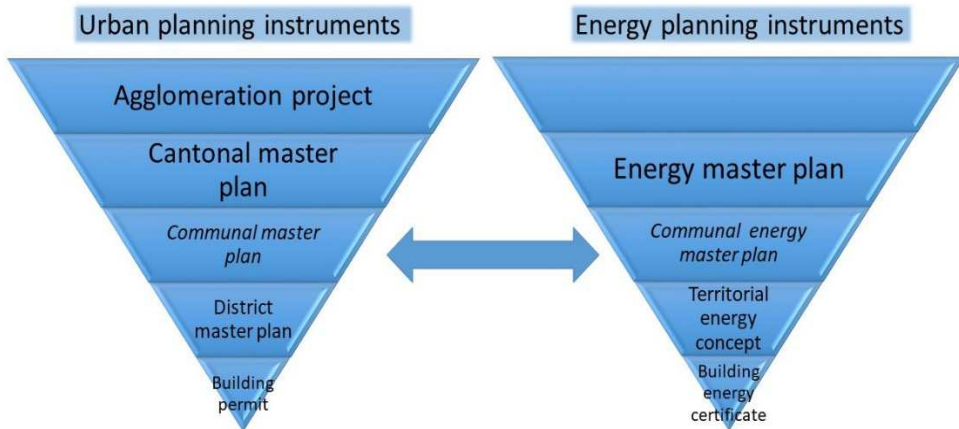 Urban planning instruments
Agglomeration project
Cantonal master
plan
Communal master
plan
District
master plan
Building
permit
Energy planning instruments
Energy master plan
Communal energy
master plan
Territorial
energy
concept
Building
energy
certificate